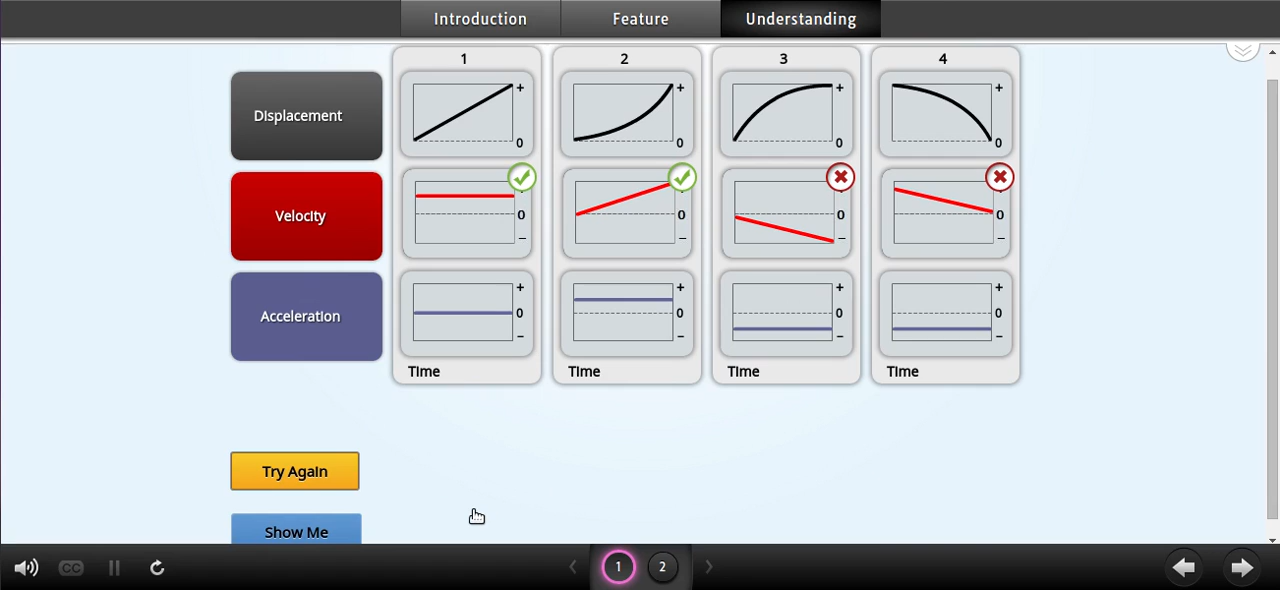 Introduction Feature Understanding
1 2 3 4
Displacement
+ + + +
0 0 0 0
Velocity
0 0 0 0
– – – –
Acceleration
+ + + +
0 0 0 0
– – – –
Time Time Time Time
Try Again
Show Me
CC
1 2